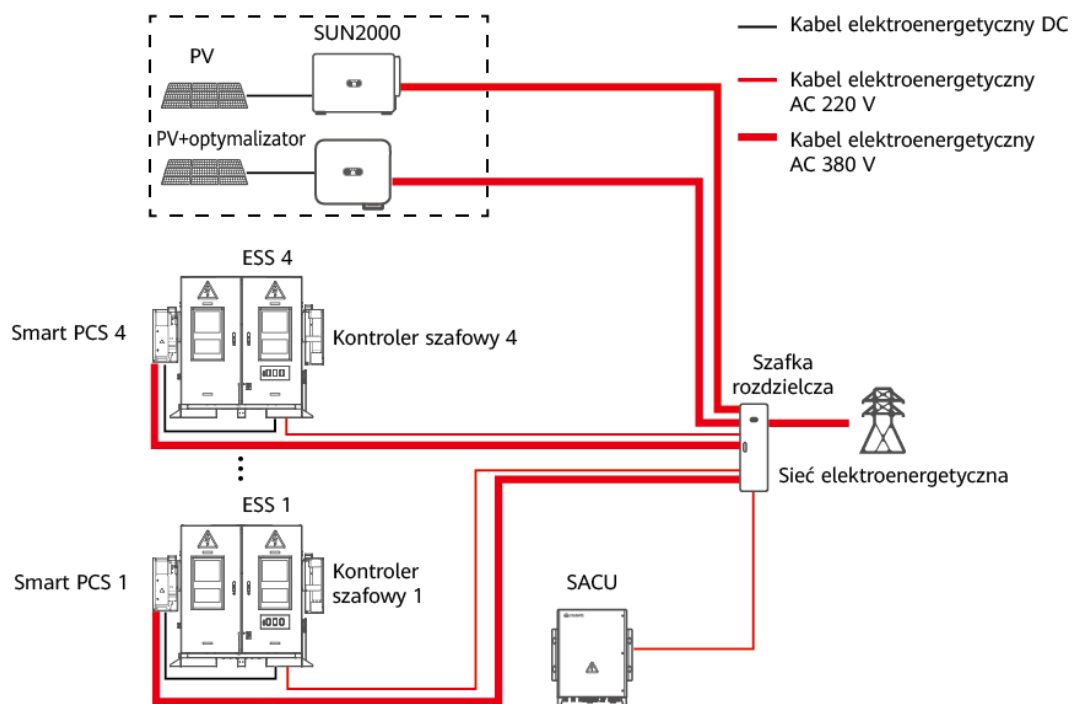 SUN2000
PV
PV+optymalizator
Kabel elektroenergetyczny DC
Kabel elektroenergetyczny
AC 220 V
Kabel elektroenergetyczny
AC 380 V
ESS 4
Smart PCS 4
Kontroler szafowy 4
Szafka
rozdzielcza
Sieć elektroenergetyczna
ESS 1
Smart PCS 1
Kontroler
szafowy 1
SACU